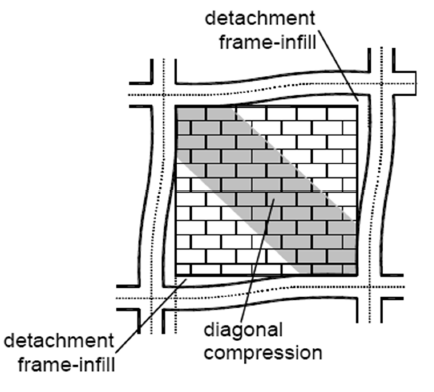 detachment
frame-infill
detachment
frame-infill
diagonal
compression